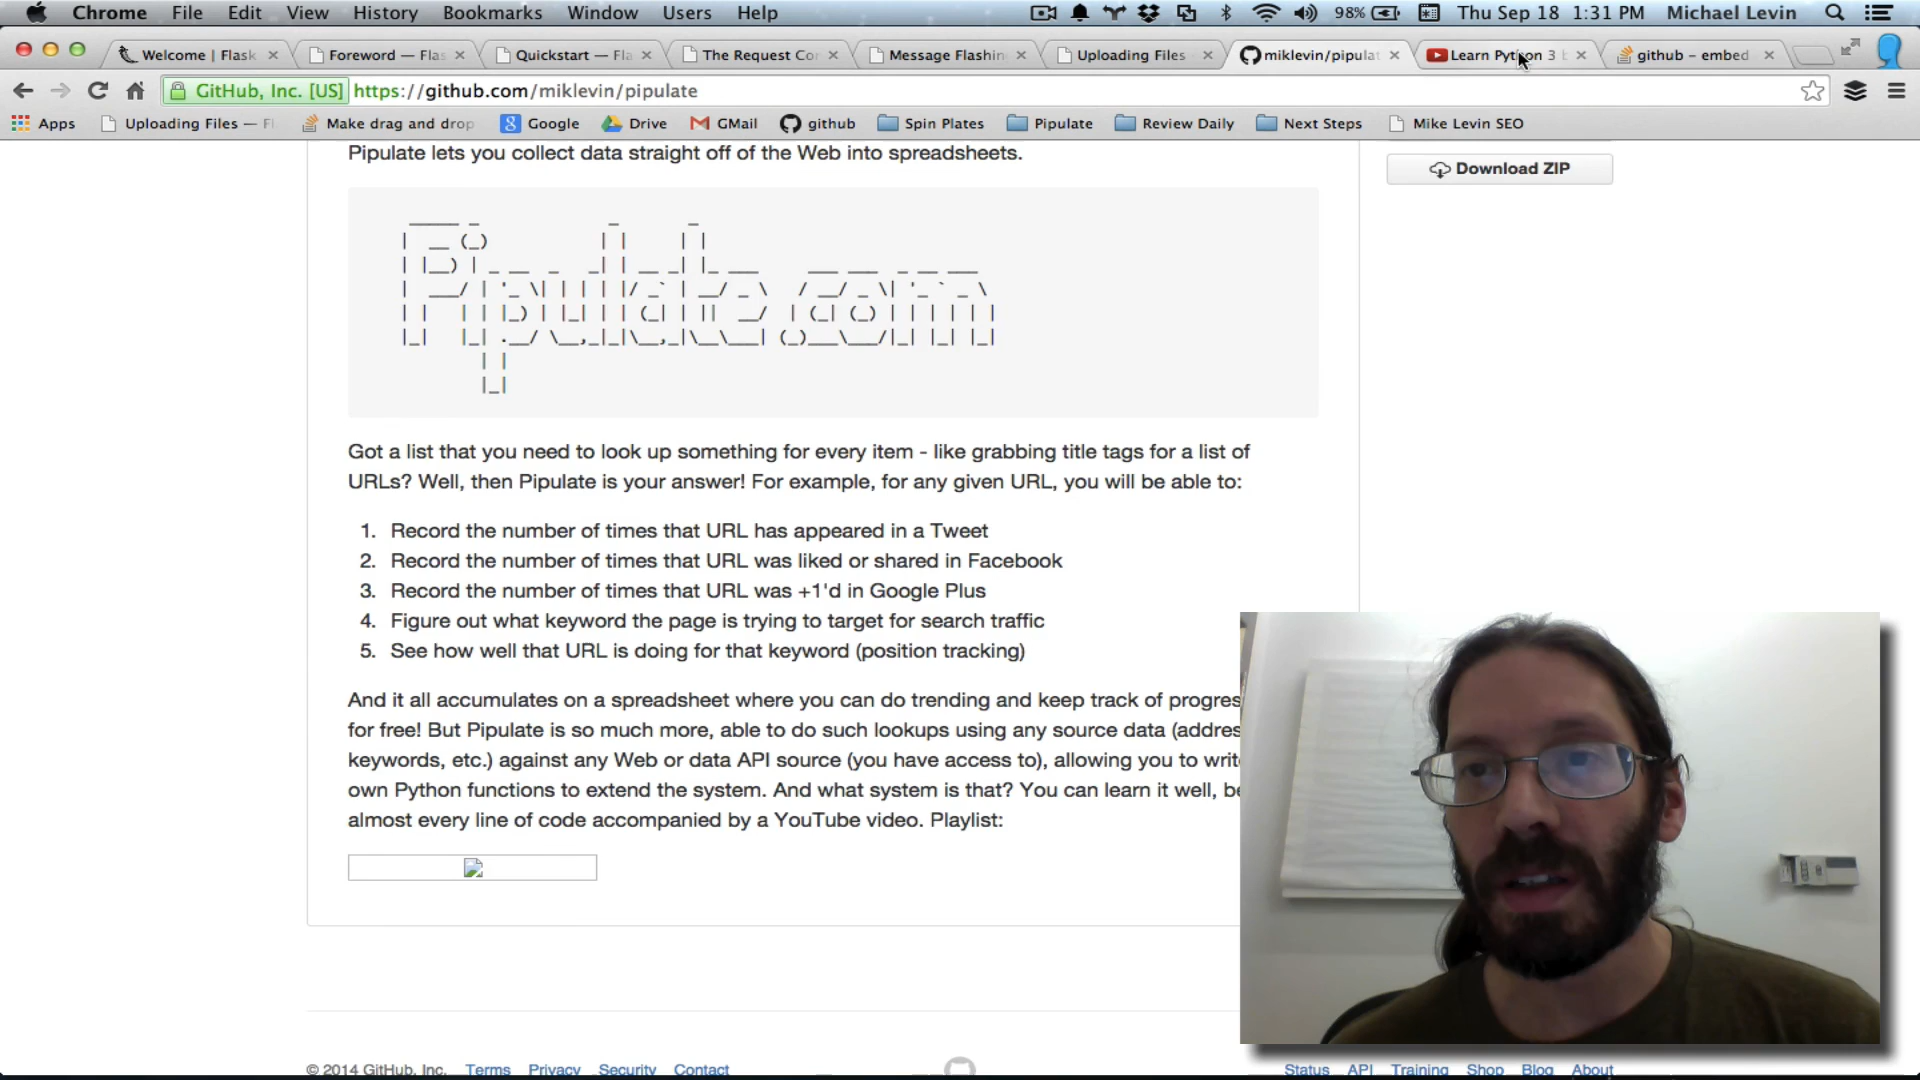 Chrome File Edit View History Bookmarks Window Users Help 98% Thu Sep 18 1:31 PM Michael Levin
Welcome | Flask Foreword — Flas Quickstart — Fla The Request Con Message Flashin Uploading Files miklevin/pipulat Learn Python 3 b github - embed
GitHub, Inc. [US] https://github.com/miklevin/pipulate
Apps Uploading Files — Fl Make drag and drop Google Drive GMail github Spin Plates Pipulate Review Daily Next Steps Mike Levin SEO
Pipulate lets you collect data straight off of the Web into spreadsheets.
Download ZIP
Pipulate.com
Got a list that you need to look up something for every item - like grabbing title tags for a list of
URLs? Well, then Pipulate is your answer! For example, for any given URL, you will be able to:
1. Record the number of times that URL has appeared in a Tweet
2. Record the number of times that URL was liked or shared in Facebook
3. Record the number of times that URL was +1'd in Google Plus
4. Figure out what keyword the page is trying to target for search traffic
5. See how well that URL is doing for that keyword (position tracking)
And it all accumulates on a spreadsheet where you can do trending and keep track of progres
for free! But Pipulate is so much more, able to do such lookups using any source data (addres
keywords, etc.) against any Web or data API source (you have access to), allowing you to write
own Python functions to extend the system. And what system is that? You can learn it well, be
almost every line of code accompanied by a YouTube video. Playlist:
© 2014 GitHub, Inc. Terms Privacy Security Contact Status API Training Shop Blog About